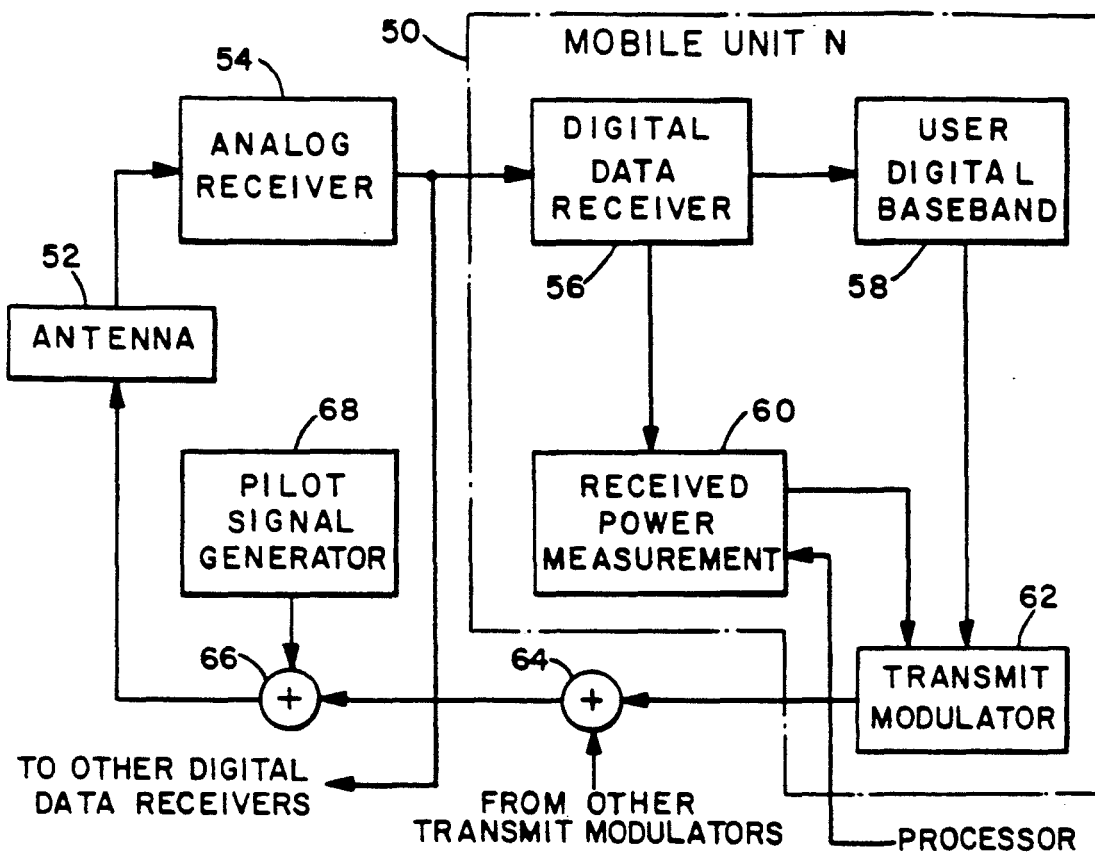 50
MOBILE UNIT N
54
ANALOG
RECEIVER
DIGITAL
DATA
RECEIVER
USER
DIGITAL
BASEBAND
52
56
58
ANTENNA
68
60
PILOT
SIGNAL
GENERATOR
RECEIVED
POWER
MEASUREMENT
62
66
+
64
+
TRANSMIT
MODULATOR
TO OTHER DIGITAL
DATA RECEIVERS
FROM OTHER
TRANSMIT MODULATORS
PROCESSOR